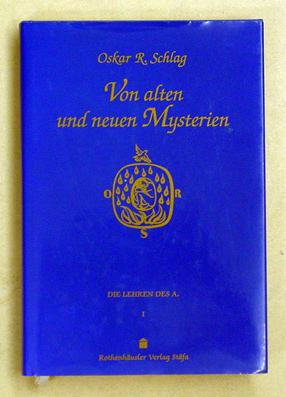 Oskar R. Schlag
Von alten
und neuen Mysterien
O R
S
DIE LEHREN DES A.
I
Rothenhäusler Verlag Stäfa